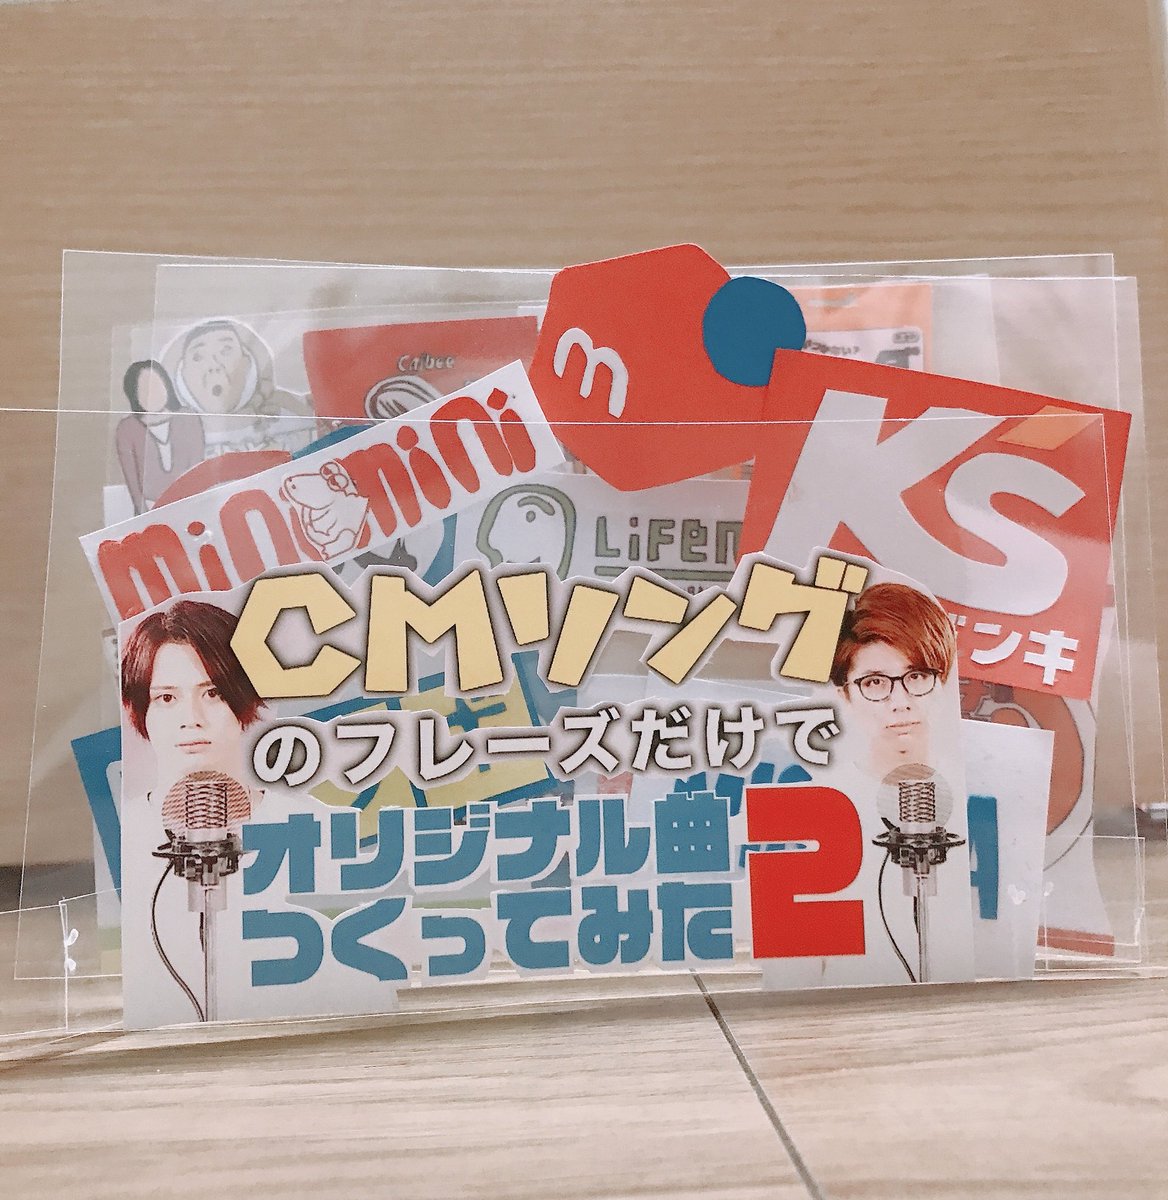 Calbee
m
minimini
K's
デンキ
LIFEN
CMソング
のフレーズだけで
オリジナル曲
つくってみた2
A